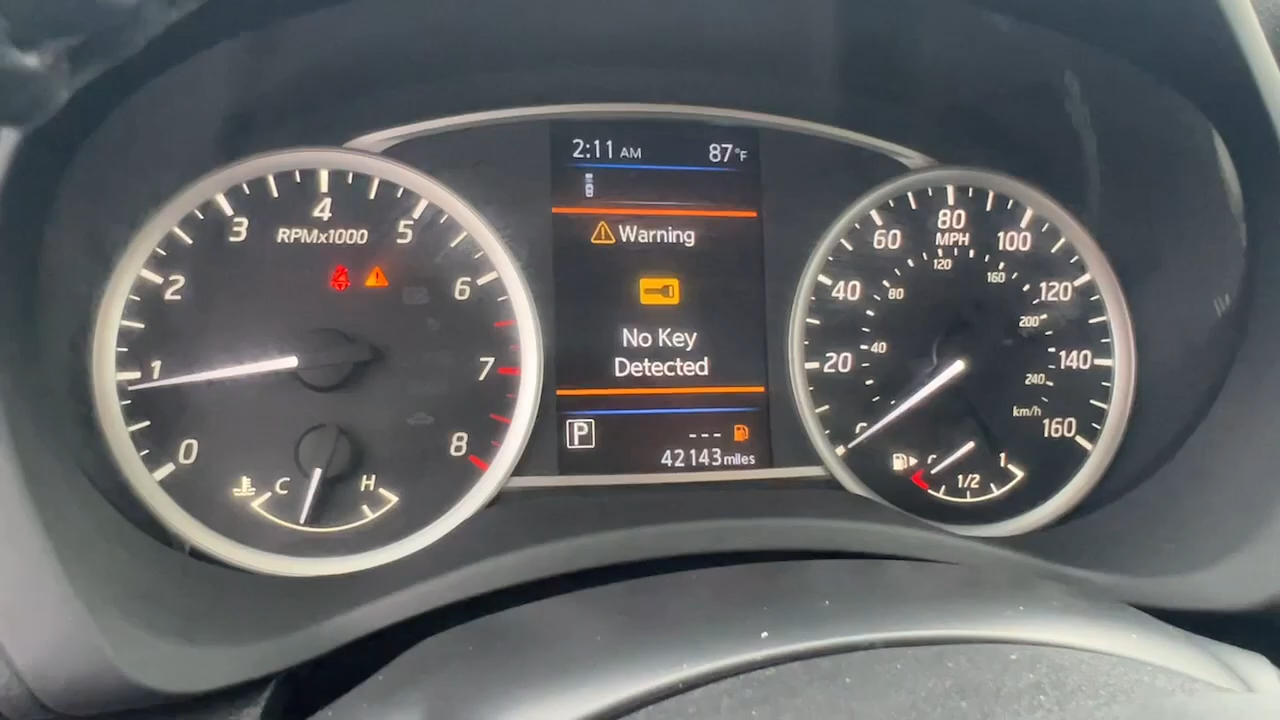 2:11 AM 87°F
Warning
No Key
Detected
P
---
42143 miles
0
1
2
3
4
5
6
7
8
RPMx1000
C
H
20
40
60
80
100
120
140
160
MPH
40
80
120
160
200
240
km/h
1/2
1